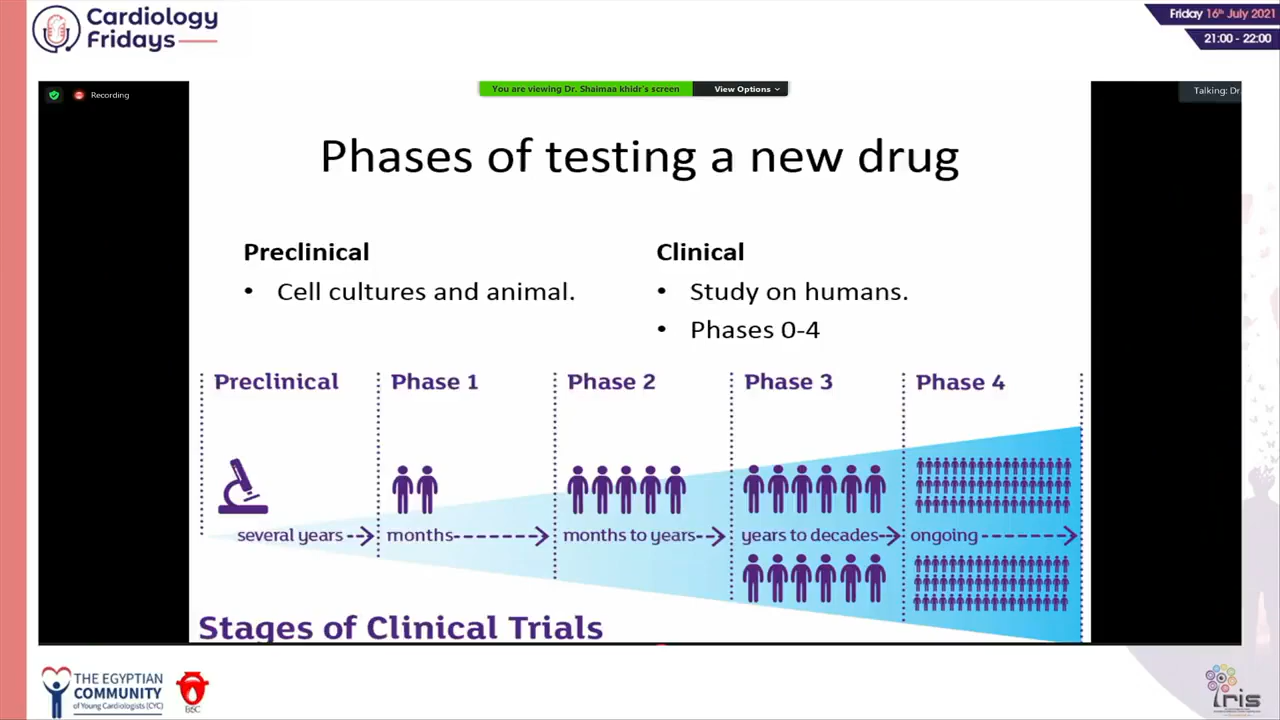 Cardiology
Fridays
Friday 16th July 2021
21:00 - 22:00
Recording
You are viewing Dr. Shaimaa khidr's screen
View Options
Talking: Dr
Phases of testing a new drug
Preclinical
• Cell cultures and animal.
Clinical
• Study on humans.
• Phases 0-4
Preclinical
Phase 1
Phase 2
Phase 3
Phase 4
several years
months
months to years
years to decades
ongoing
Stages of Clinical Trials
THE EGYPTIAN
COMMUNITY
of Young Cardiologists (CYC)
iris